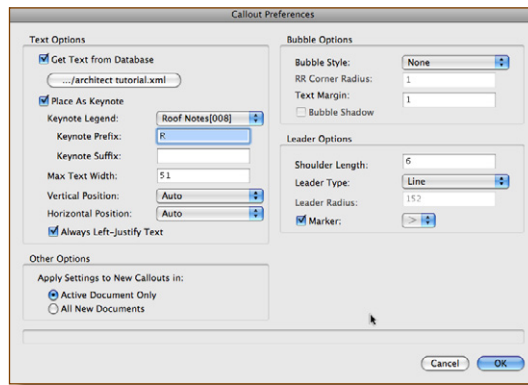 Callout Preferences
Text Options
Get Text from Database
.../architect tutorial.xml
Place As Keynote
Keynote Legend: Roof Notes[008]
Keynote Prefix: R
Keynote Suffix:
Max Text Width: 51
Vertical Position: Auto
Horizontal Position: Auto
Always Left-Justify Text
Other Options
Apply Settings to New Callouts in:
Active Document Only
All New Documents
Bubble Options
Bubble Style: None
RR Corner Radius: 1
Text Margin: 1
Bubble Shadow
Leader Options
Shoulder Length: 6
Leader Type: Line
Leader Radius: 152
Marker: >
Cancel OK